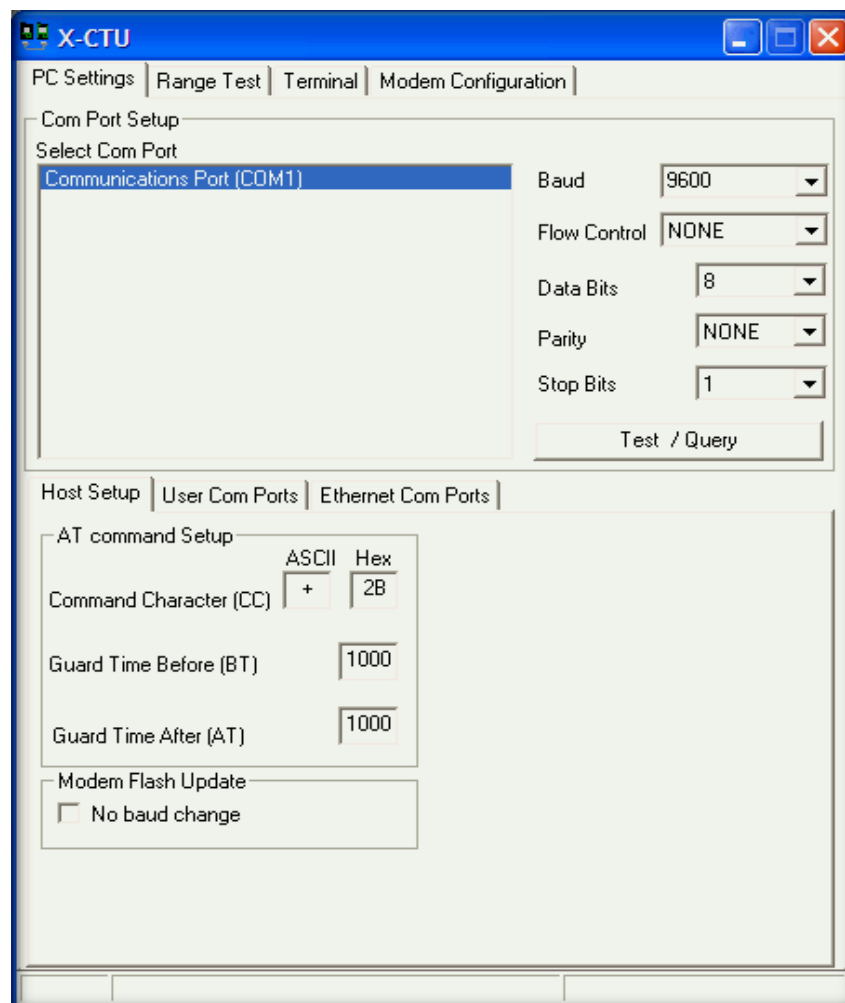 X-CTU
PC Settings Range Test Terminal Modem Configuration
Com Port Setup
Select Com Port
Communications Port (COM1)
Baud 9600
Flow Control NONE
Data Bits 8
Parity NONE
Stop Bits 1
Test / Query
Host Setup User Com Ports Ethernet Com Ports
AT command Setup
ASCII Hex
Command Character (CC) + 2B
Guard Time Before (BT) 1000
Guard Time After (AT) 1000
Modem Flash Update
No baud change